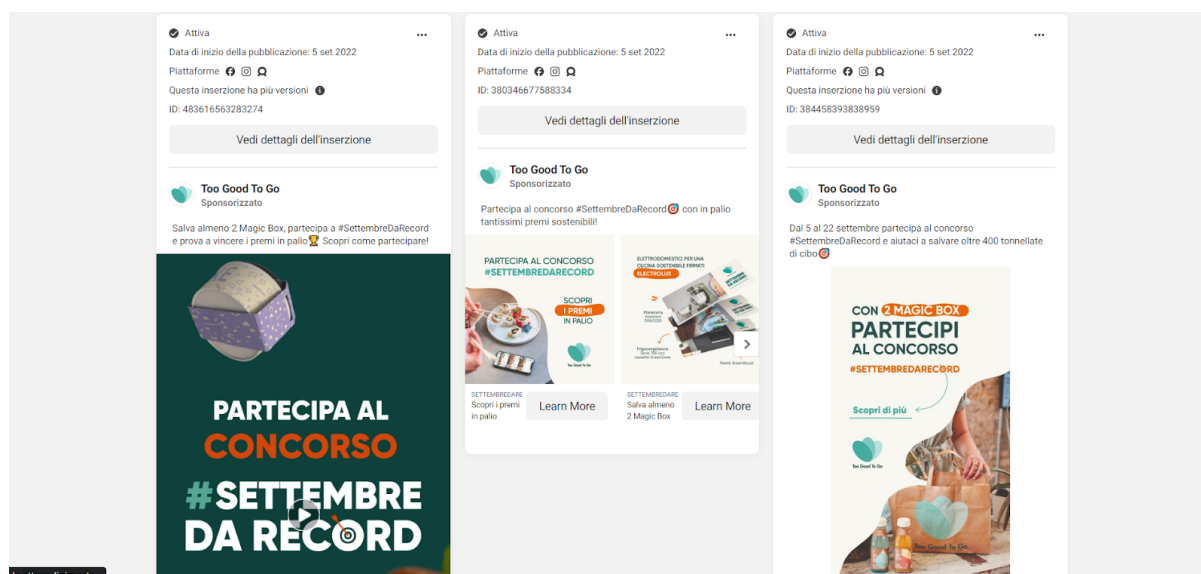 Attiva
Data di inizio della pubblicazione: 5 set 2022
Piattaforme
Questa inserzione ha più versioni
ID: 483616563283274
Vedi dettagli dell'inserzione
Too Good To Go
Sponsorizzato
Salva almeno 2 Magic Box, partecipa a #SettembreDaRecord
e prova a vincere i premi in palio🏆 Scopri come partecipare!
PARTECIPA AL
CONCORSO
#SETTEMBRE
DA RECORD
Attiva
Data di inizio della pubblicazione: 5 set 2022
Piattaforme
ID: 380346677588334
Vedi dettagli dell'inserzione
Too Good To Go
Sponsorizzato
Partecipa al concorso #SettembreDaRecord🎯 con in palio
tantissimi premi sostenibili!
PARTECIPA AL CONCORSO
#SETTEMBREDARECORD
SCOPRI
I PREMI
IN PALIO
Too Good To Go
SETTEMBREDARE
Scopri i premi
in palio
Learn More
ELETTRODOMESTICI PER UNA
CUCINA SOSTENIBILE FIRMATI
ELECTROLUX
SETTEMBREDARE
Salva almeno
2 Magic Box
Learn More
Attiva
Data di inizio della pubblicazione: 5 set 2022
Piattaforme
Questa inserzione ha più versioni
ID: 384458393838959
Vedi dettagli dell'inserzione
Too Good To Go
Sponsorizzato
Dal 5 al 22 settembre partecipa al concorso
#SettembreDaRecord e aiutaci a salvare oltre 400 tonnellate
di cibo🎯
CON 2 MAGIC BOX
PARTECIPI
AL CONCORSO
#SETTEMBREDARECORD
Scopri di più
Too Good To Go
Too Good To Go